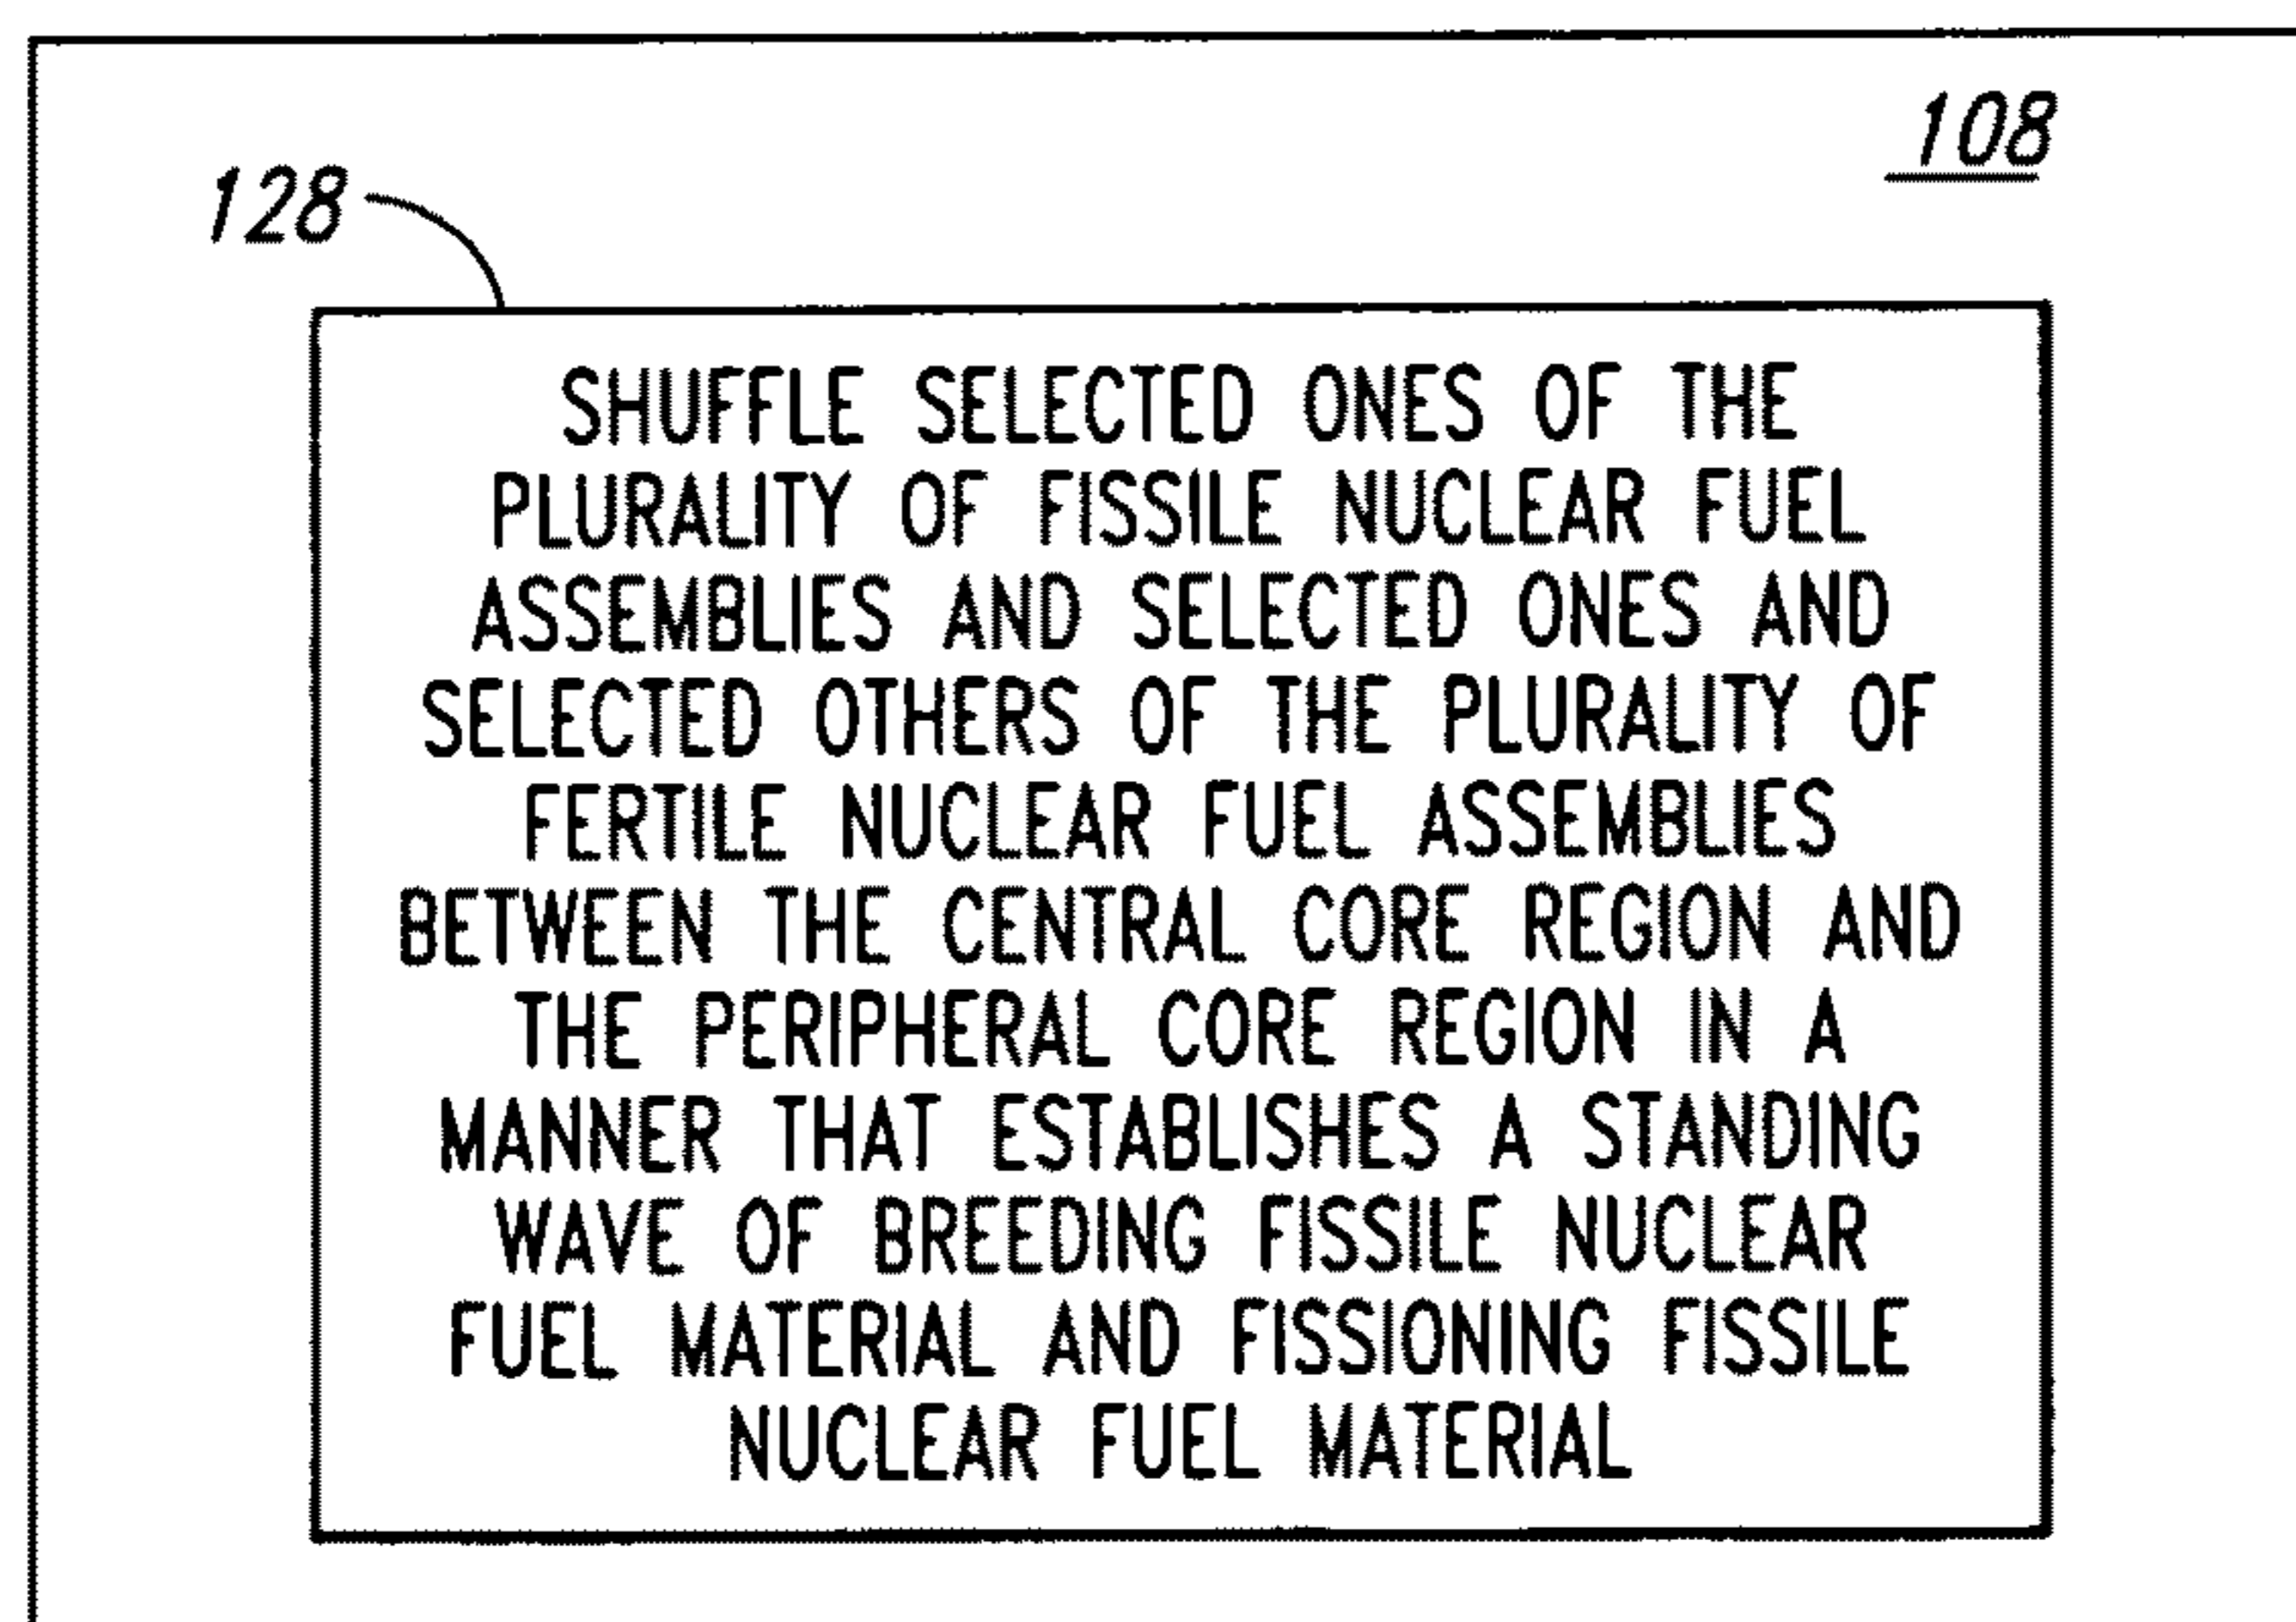 108
128
SHUFFLE SELECTED ONES OF THE
PLURALITY OF FISSILE NUCLEAR FUEL
ASSEMBLIES AND SELECTED ONES AND
SELECTED OTHERS OF THE PLURALITY OF
FERTILE NUCLEAR FUEL ASSEMBLIES
BETWEEN THE CENTRAL CORE REGION AND
THE PERIPHERAL CORE REGION IN A
MANNER THAT ESTABLISHES A STANDING
WAVE OF BREEDING FISSILE NUCLEAR
FUEL MATERIAL AND FISSIONING FISSILE
NUCLEAR FUEL MATERIAL